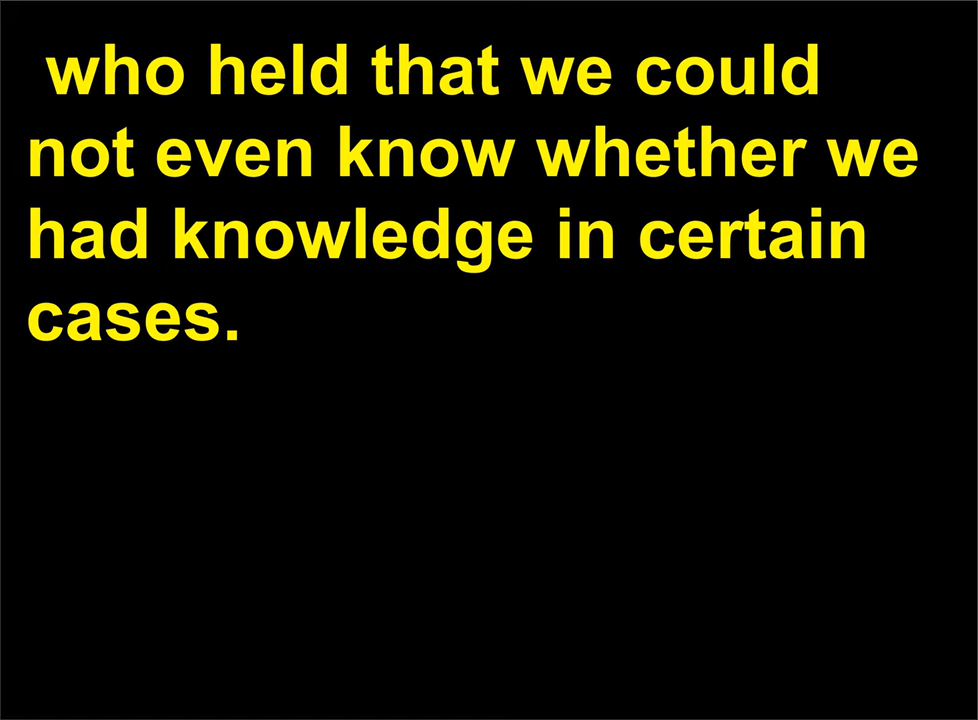 who held that we could
not even know whether we
had knowledge in certain
cases.